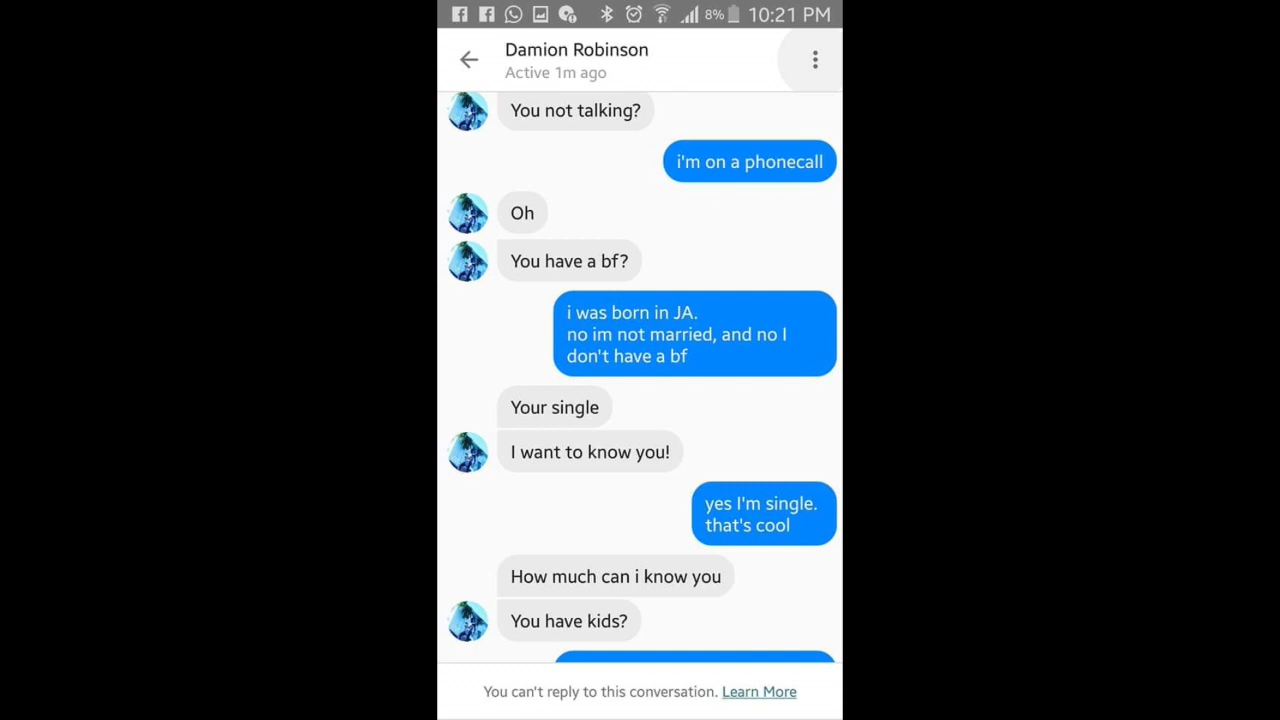 8% 10:21 PM
Damion Robinson
Active 1m ago
You not talking?
i'm on a phonecall
Oh
You have a bf?
i was born in JA.
no im not married, and no I
don't have a bf
Your single
I want to know you!
yes I'm single.
that's cool
How much can i know you
You have kids?
You can't reply to this conversation. Learn More